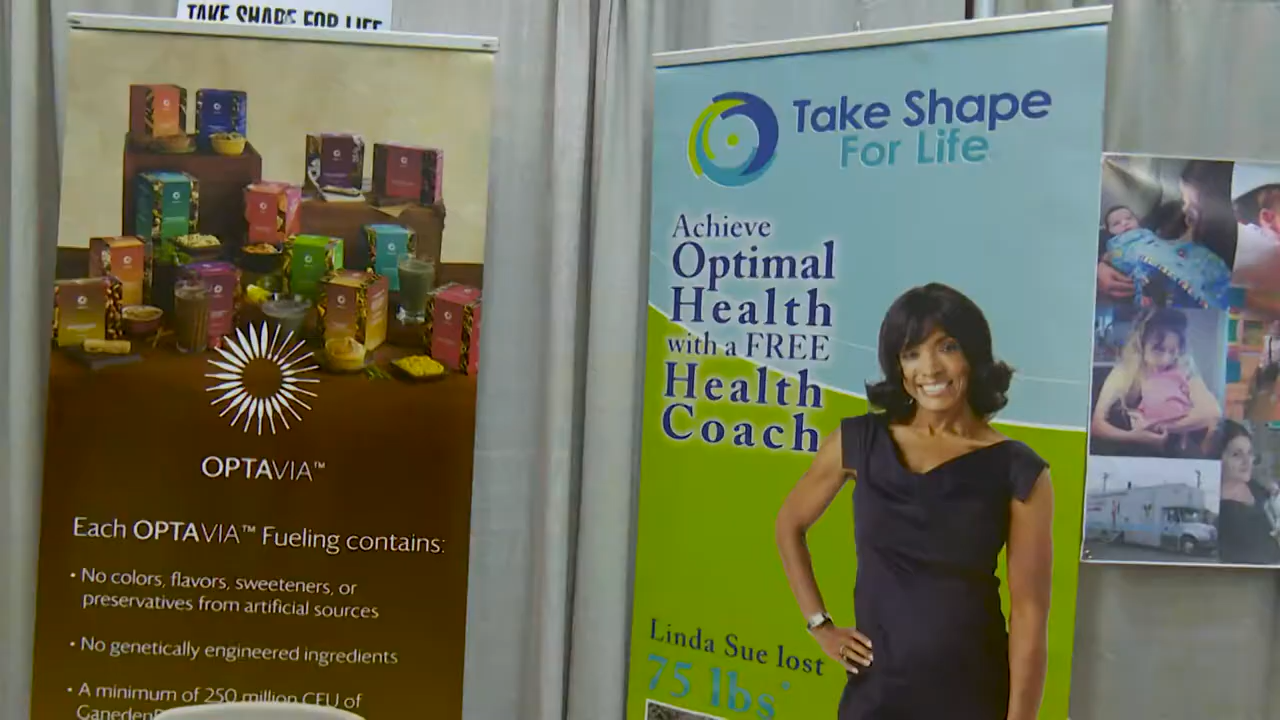 TAKE SHAPE FOR LIFE
OPTAVIA™
Each OPTAVIA™ Fueling contains:
• No colors, flavors, sweeteners, or
preservatives from artificial sources
• No genetically engineered ingredients
• A minimum of 250 million CFU of
Take Shape
For Life
Achieve
Optimal
Health
with a FREE
Health
Coach
Linda Sue lost
75 lbs*